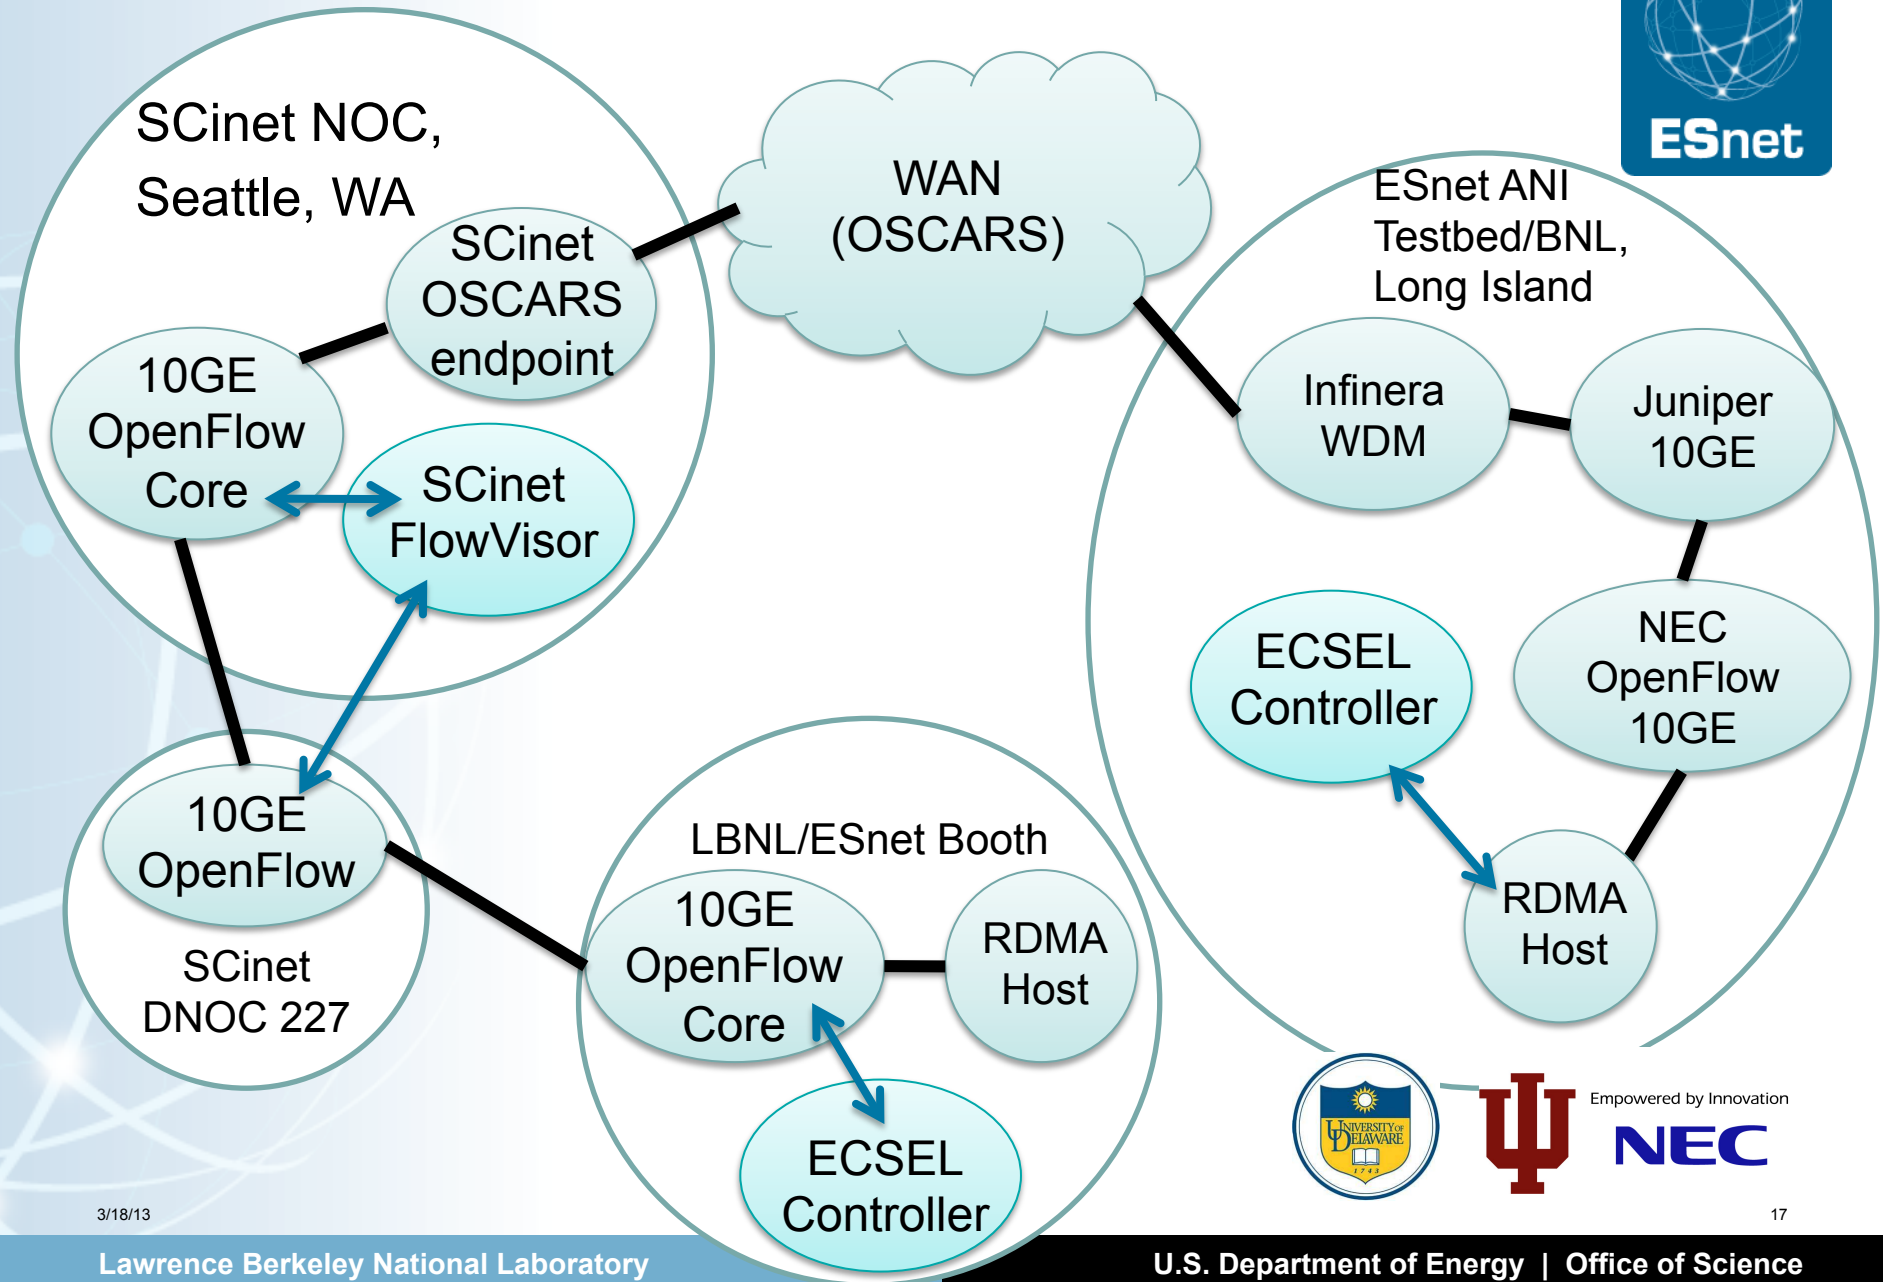 SCinet NOC,
Seattle, WA
SCinet
OSCARS
endpoint
10GE
OpenFlow
Core
SCinet
FlowVisor
WAN
(OSCARS)
ESnet
ESnet ANI
Testbed/BNL,
Long Island
Infinera
WDM
Juniper
10GE
NEC
OpenFlow
10GE
ECSEL
Controller
RDMA
Host
10GE
OpenFlow
SCinet
DNOC 227
LBNL/ESnet Booth
10GE
OpenFlow
Core
RDMA
Host
ECSEL
Controller
UNIVERSITY OF
DELAWARE
1743
Empowered by Innovation
NEC
3/18/13
17
Lawrence Berkeley National Laboratory
U.S. Department of Energy | Office of Science